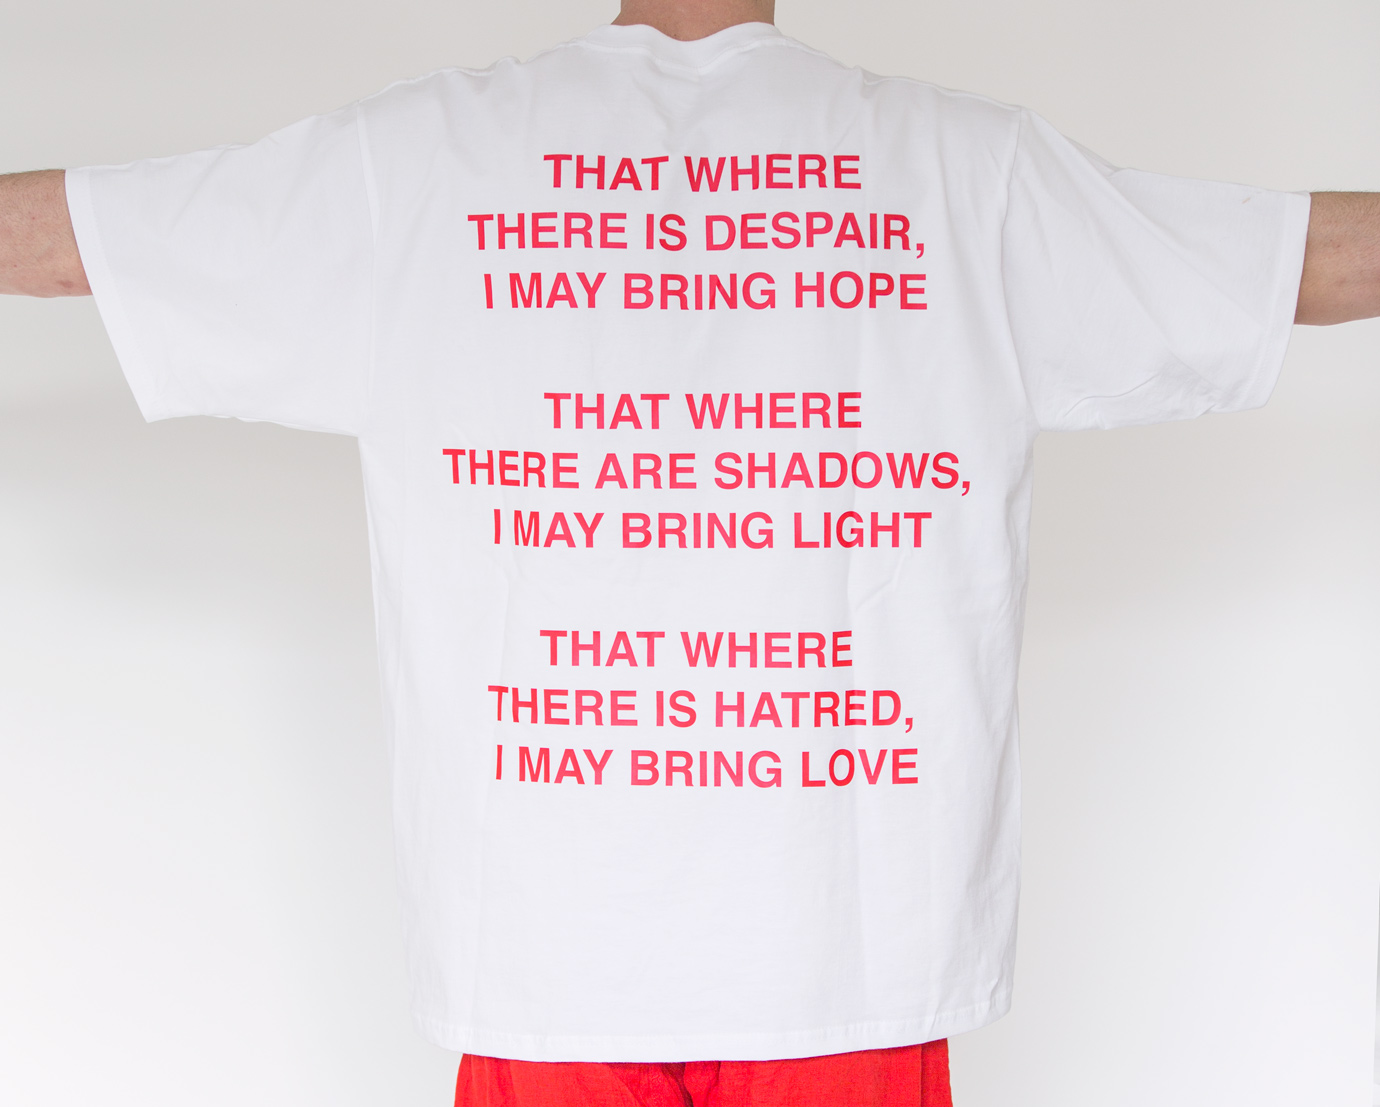 THAT WHERE
THERE IS DESPAIR,
I MAY BRING HOPE
THAT WHERE
THERE ARE SHADOWS,
I MAY BRING LIGHT
THAT WHERE
THERE IS HATRED,
I MAY BRING LOVE